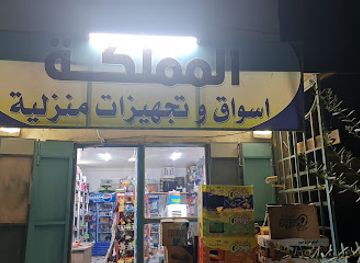 المملكة
اسواق و تجهيزات منزلية